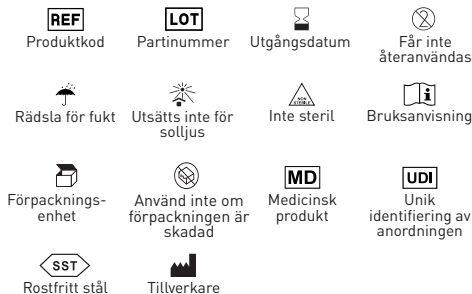 REF
LOT
Produktkod
Partinummer
Utgångsdatum
Får inte
återanvändas
2
NON
STERILE
i
Rädsla för fukt
Utsätts inte för
solljus
Inte steril
Bruksanvisning
Förpacknings-
enhet
Använd inte om
förpackningen är
skadad
MD
Medicinsk
produkt
UDI
Unik
identifiering av
anordningen
SST
Rostfritt stål
Tillverkare